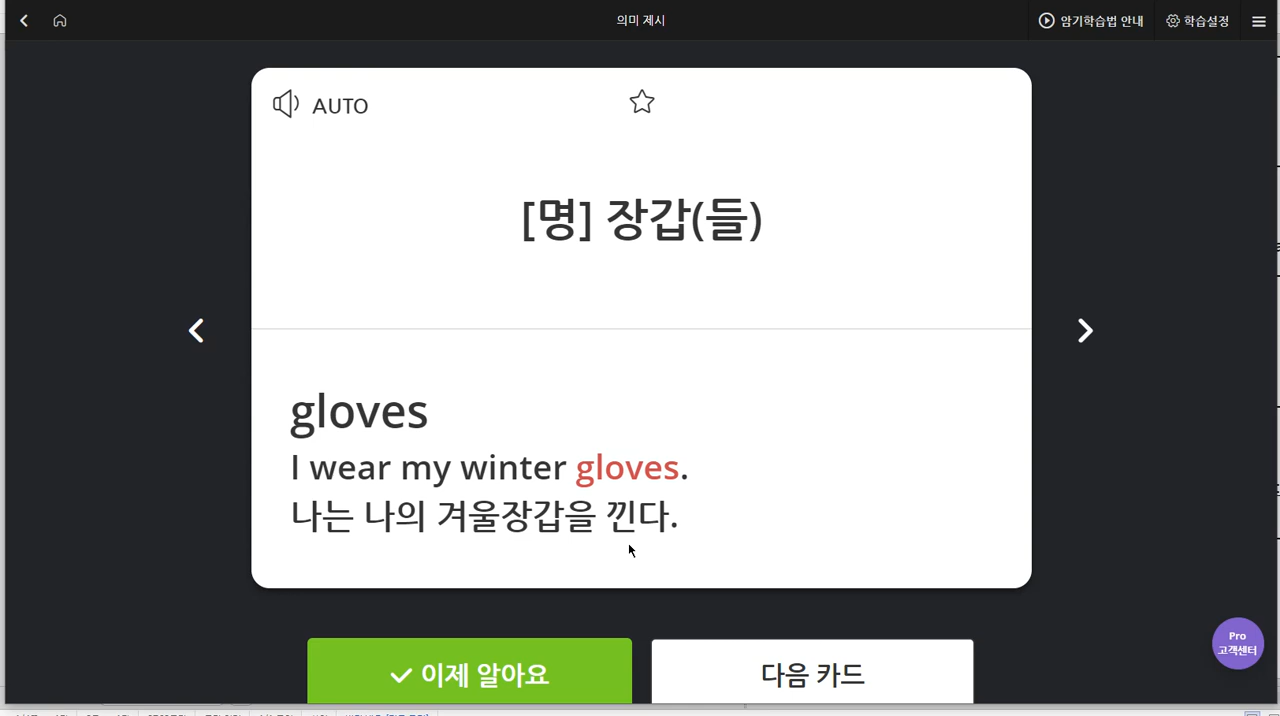 의미 제시
암기학습법 안내
학습설정
AUTO
[명] 장갑(들)
gloves
I wear my winter gloves.
나는 나의 겨울장갑을 낀다.
Pro
고객센터
이제 알아요
다음 카드